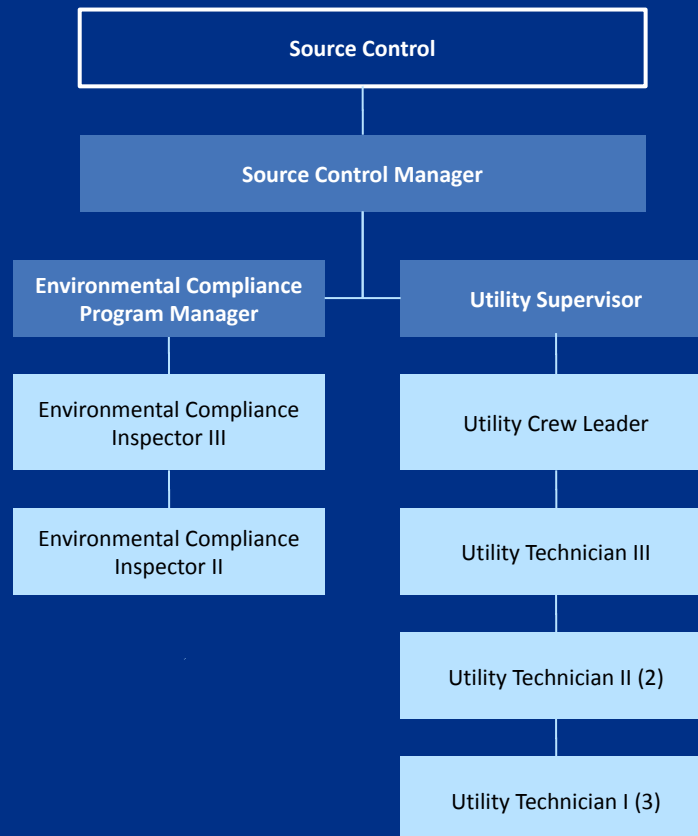 Source Control
Source Control Manager
Environmental Compliance
Program Manager
Utility Supervisor
Environmental Compliance
Inspector III
Utility Crew Leader
Environmental Compliance
Inspector II
Utility Technician III
Utility Technician II (2)
Utility Technician I (3)